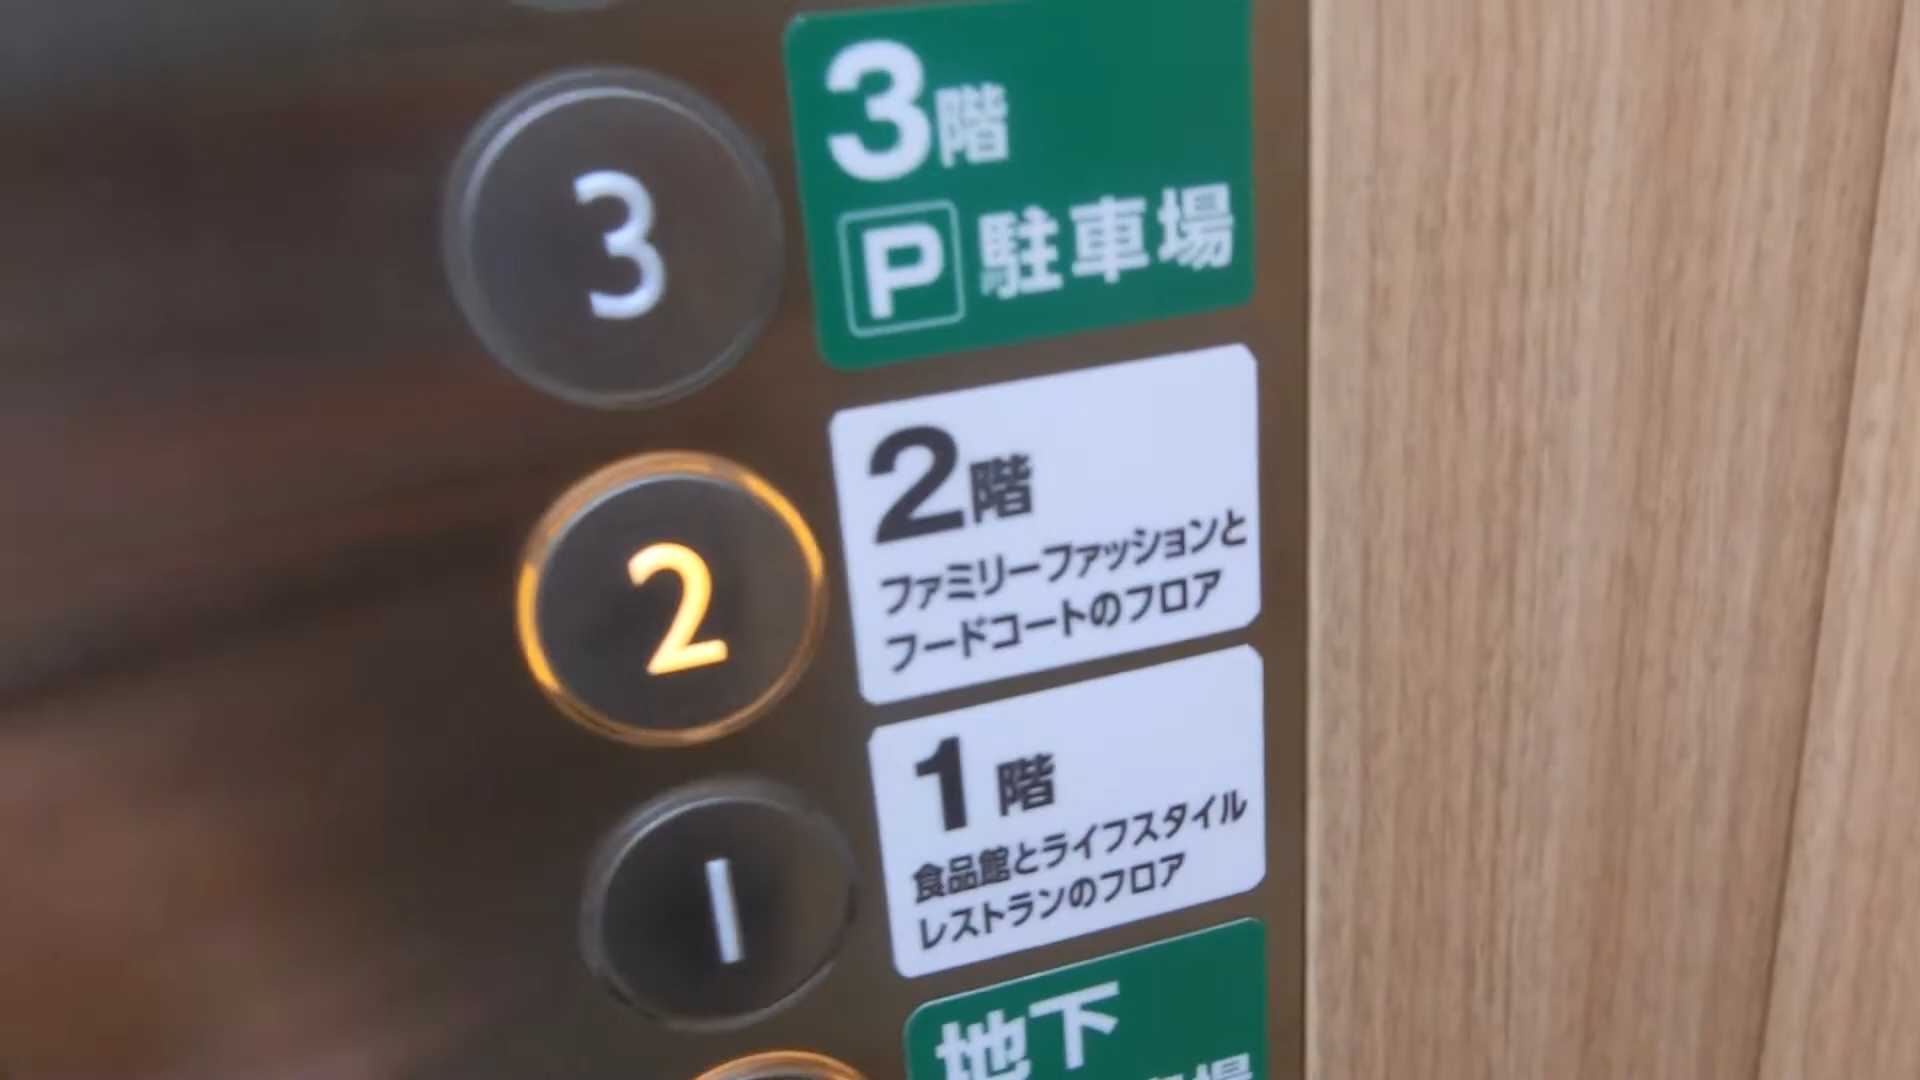 3
3階
P 駐車場
2
2階
ファミリーファッションと
フードコートのフロア
1
1階
食品館とライフスタイル
レストランのフロア
地下